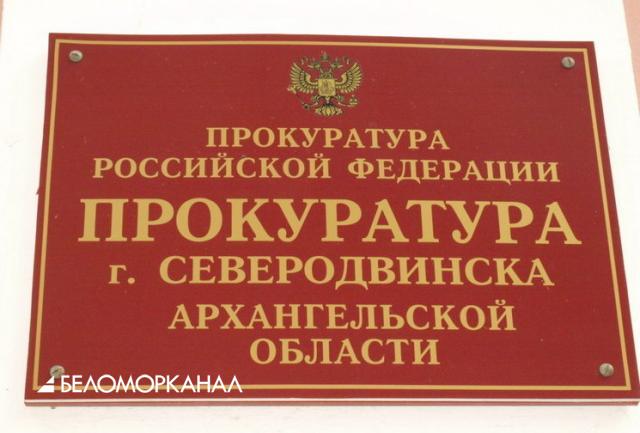 ПРОКУРАТУРА
РОССИЙСКОЙ ФЕДЕРАЦИИ
ПРОКУРАТУРА
г. СЕВЕРОДВИНСКА
АРХАНГЕЛЬСКОЙ
ОБЛАСТИ
БЕЛОМОРКАНАЛ